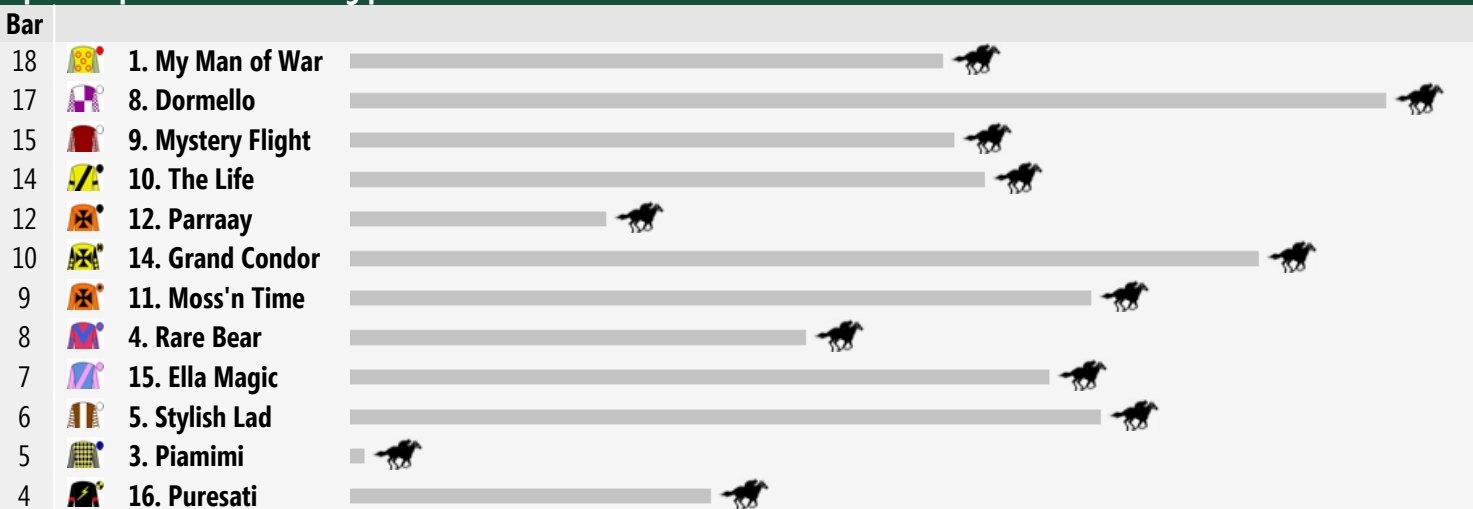 Bar
18 1. My Man of War
17 8. Dormello
15 9. Mystery Flight
14 10. The Life
12 12. Parraay
10 14. Grand Condor
9 11. Moss'n Time
8 4. Rare Bear
7 15. Ella Magic
6 5. Stylish Lad
5 3. Piamimi
4 16. Puresati